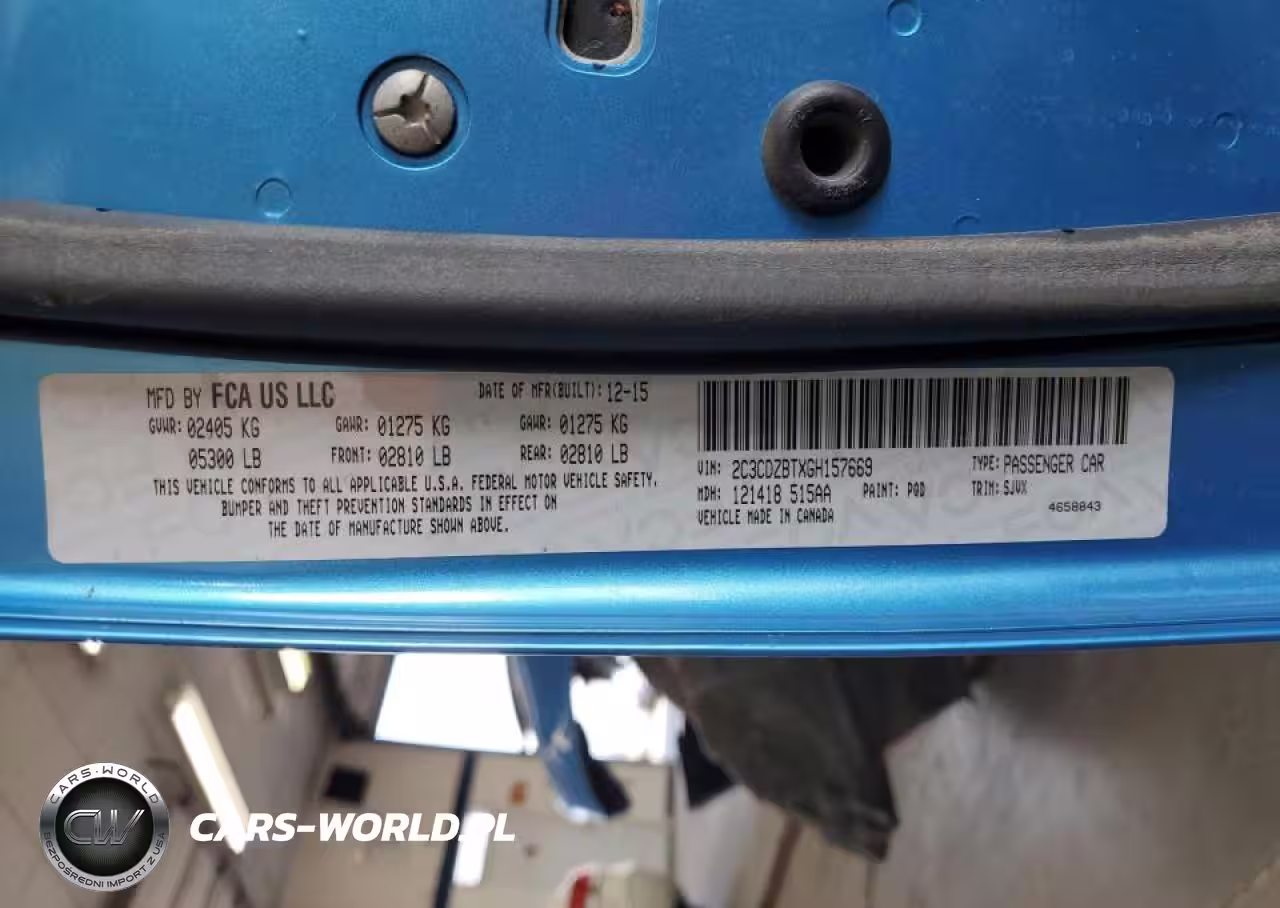 MFD BY FCA US LLC
DATE OF MFR(BUILT): 12-15
GVWR: 02405 KG
GAWR: 01275 KG
GAWR: 01275 KG
05300 LB
FRONT: 02810 LB
REAR: 02810 LB
THIS VEHICLE CONFORMS TO ALL APPLICABLE U.S.A. FEDERAL MOTOR VEHICLE SAFETY,
BUMPER AND THEFT PREVENTION STANDARDS IN EFFECT ON
THE DATE OF MANUFACTURE SHOWN ABOVE.
VIN: 2C3CDZBTXGH157669
TYPE: PASSENGER CAR
MDH: 121418 515AA
PAINT: PQD
TRIM: SJVX
VEHICLE MADE IN CANADA
4658843
CARS-WORLD
CW
BEZPOŚREDNI IMPORT Z USA
CARS-WORLD.PL